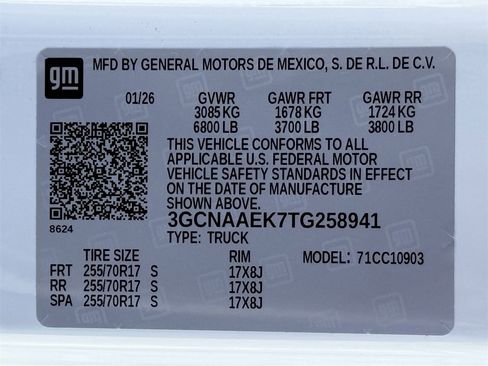 gm
MFD BY GENERAL MOTORS DE MEXICO, S. DE R.L. DE C.V.
01/26 GVWR GAWR FRT GAWR RR
3085 KG 1678 KG 1724 KG
6800 LB 3700 LB 3800 LB
THIS VEHICLE CONFORMS TO ALL
APPLICABLE U.S. FEDERAL MOTOR
VEHICLE SAFETY STANDARDS IN EFFECT
ON THE DATE OF MANUFACTURE
SHOWN ABOVE.
3GCNAAEK7TG258941
8624
TYPE: TRUCK
TIRE SIZE RIM MODEL: 71CC10903
FRT 255/70R17 S 17X8J
RR 255/70R17 S 17X8J
SPA 255/70R17 S 17X8J